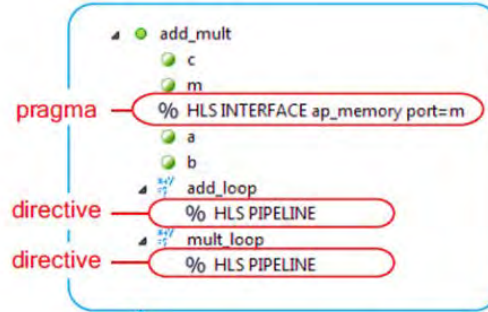 add_mult
c
m
pragma % HLS INTERFACE ap_memory port=m
a
b
add_loop
directive % HLS PIPELINE
mult_loop
directive % HLS PIPELINE